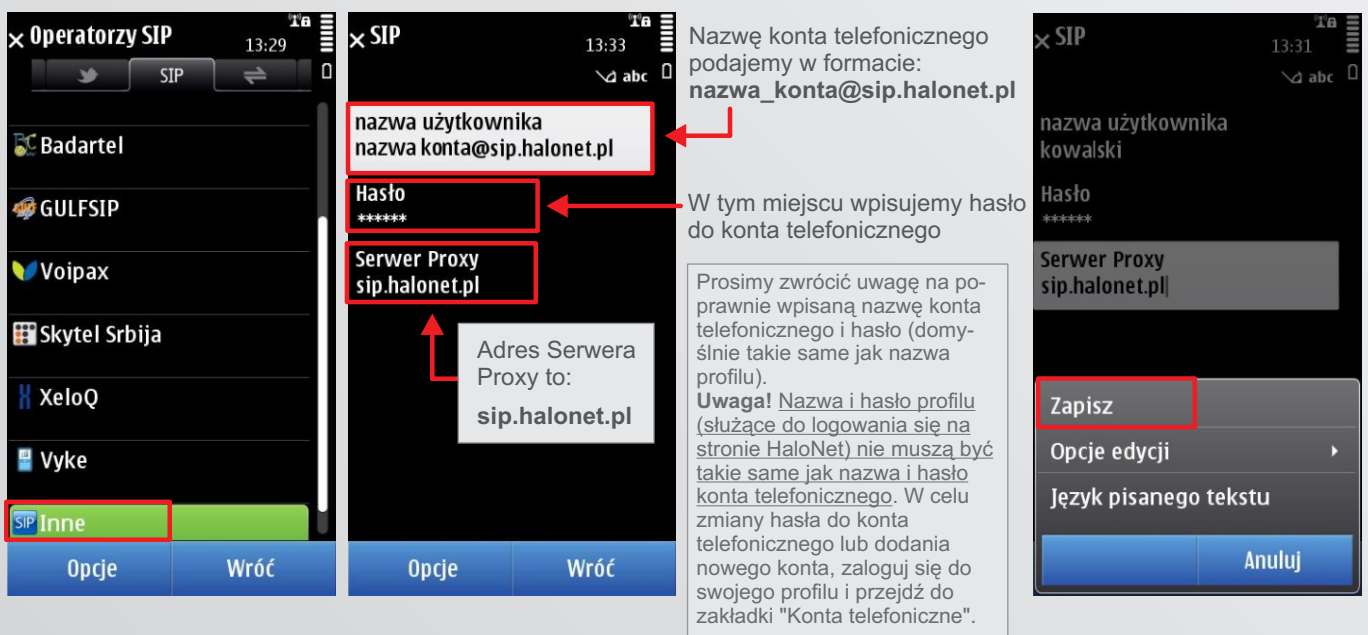 Operatorzy SIP
13:29
SIP
Badartel
GULFSIP
Voipax
Skytel Srbija
XeloQ
Vyke
SIP Inne
Opcje Wróć
SIP
13:33
abc
nazwa użytkownika
nazwa konta@sip.halonet.pl
Hasło
******
Serwer Proxy
sip.halonet.pl
Adres Serwera
Proxy to:
sip.halonet.pl
Opcje Wróć
Nazwę konta telefonicznego
podajemy w formacie:
nazwa_konta@sip.halonet.pl
W tym miejscu wpisujemy hasło
do konta telefonicznego
Prosimy zwrócić uwagę na po-
prawnie wpisaną nazwę konta
telefonicznego i hasło (domy-
ślnie takie same jak nazwa
profilu).
Uwaga! Nazwa i hasło profilu
(służące do logowania się na
stronie HaloNet) nie muszą być
takie same jak nazwa i hasło
konta telefonicznego. W celu
zmiany hasła do konta
telefonicznego lub dodania
nowego konta, zaloguj się do
swojego profilu i przejdź do
zakładki "Konta telefoniczne".
SIP
13:31
abc
nazwa użytkownika
kowalski
Hasło
******
Serwer Proxy
sip.halonet.pl
Zapisz
Opcje edycji
Język pisanego tekstu
Anuluj